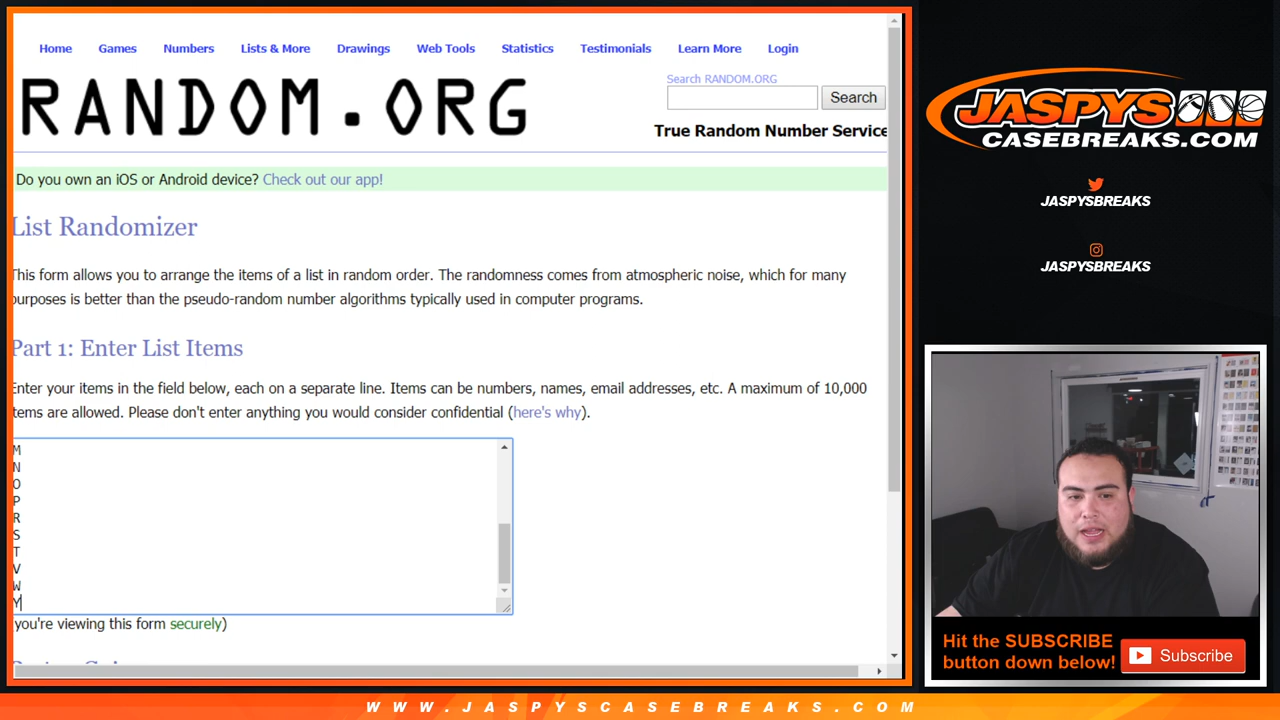 Home Games Numbers Lists & More Drawings Web Tools Statistics Testimonials Learn More Login
RANDOM.ORG
Search RANDOM.ORG
Search
True Random Number Service
Do you own an iOS or Android device? Check out our app!
List Randomizer
This form allows you to arrange the items of a list in random order. The randomness comes from atmospheric noise, which for many
purposes is better than the pseudo-random number algorithms typically used in computer programs.
Part 1: Enter List Items
Enter your items in the field below, each on a separate line. Items can be numbers, names, email addresses, etc. A maximum of 10,000
items are allowed. Please don't enter anything you would consider confidential (here's why).
M
N
O
P
R
S
T
V
W
Y
you're viewing this form securely)
JASPYS
CASEBREAKS.COM
JASPYSBREAKS
JASPYSBREAKS
Hit the SUBSCRIBE
button down below!
Subscribe
WWW.JASPYSCASEBREAKS.COM